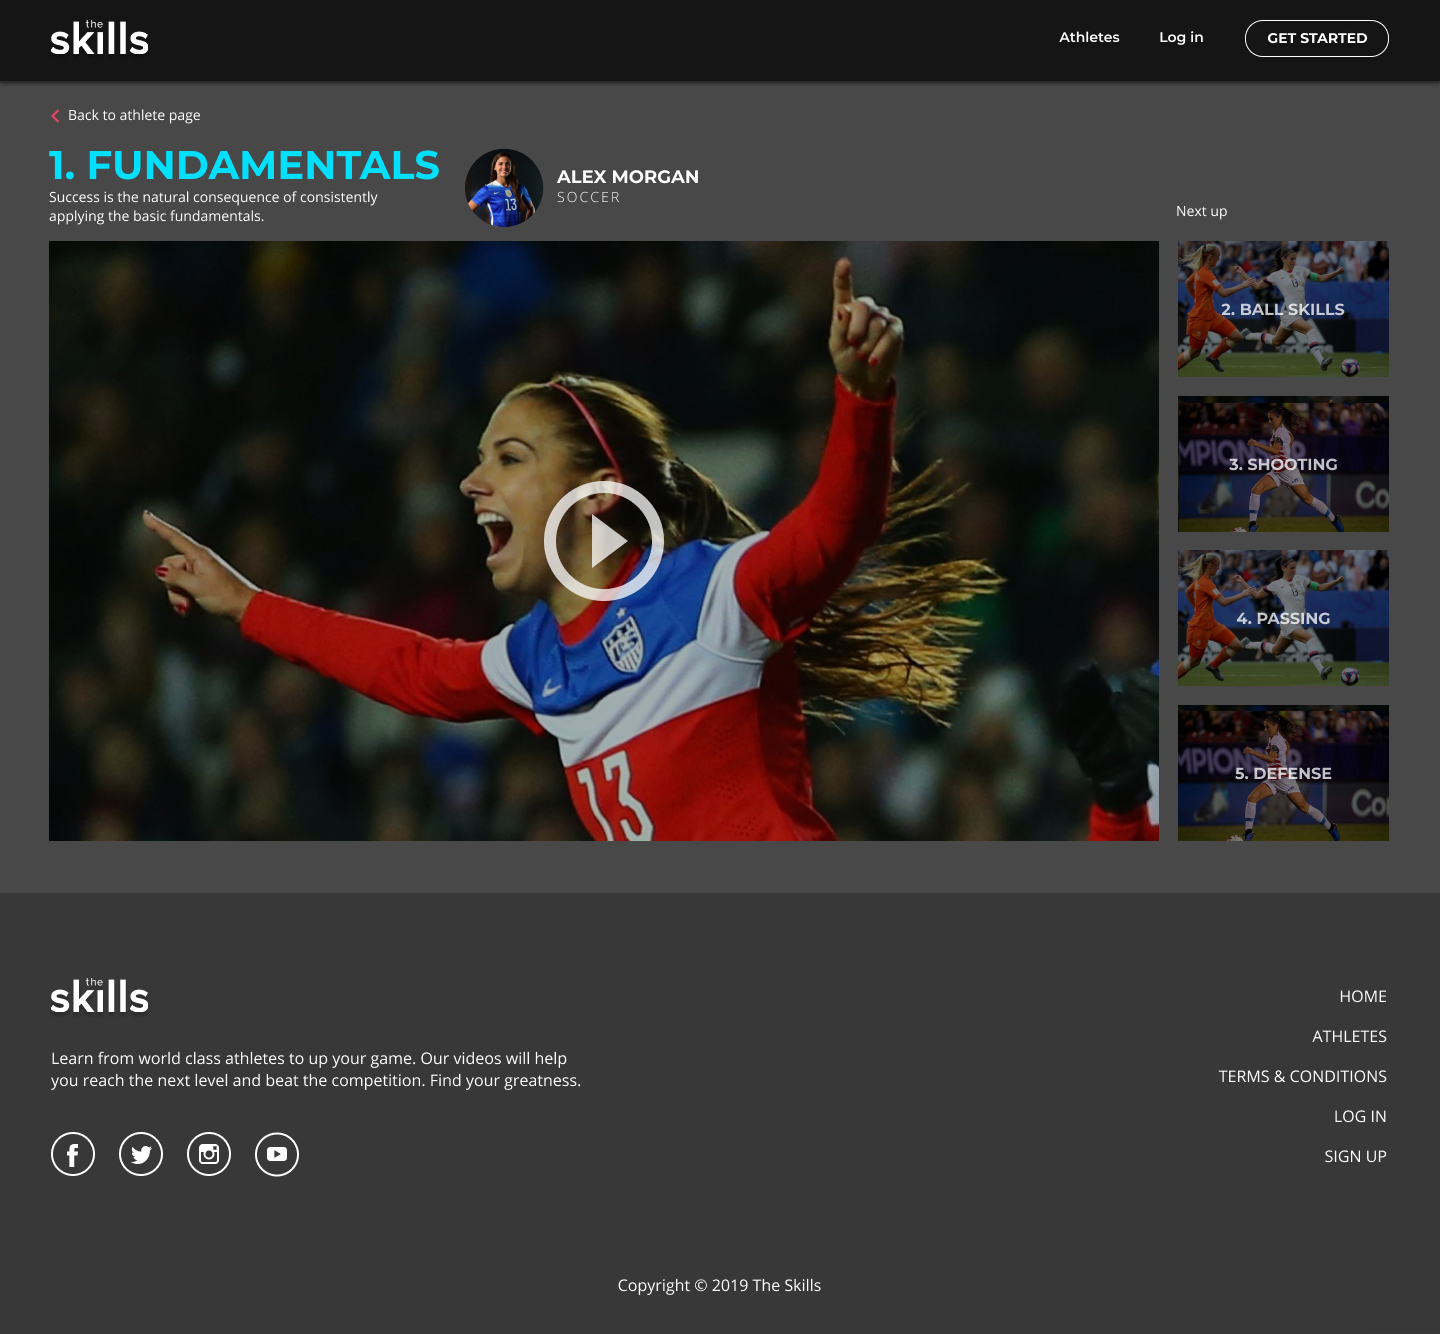 the
skills
Athletes
Log in
GET STARTED
Back to athlete page
1. FUNDAMENTALS
Success is the natural consequence of consistently
applying the basic fundamentals.
13
ALEX MORGAN
SOCCER
Next up
13
2. BALL SKILLS
3. SHOOTING
4. PASSING
5. DEFENSE
the
skills
Learn from world class athletes to up your game. Our videos will help
you reach the next level and beat the competition. Find your greatness.
HOME
ATHLETES
TERMS & CONDITIONS
LOG IN
SIGN UP
Copyright © 2019 The Skills